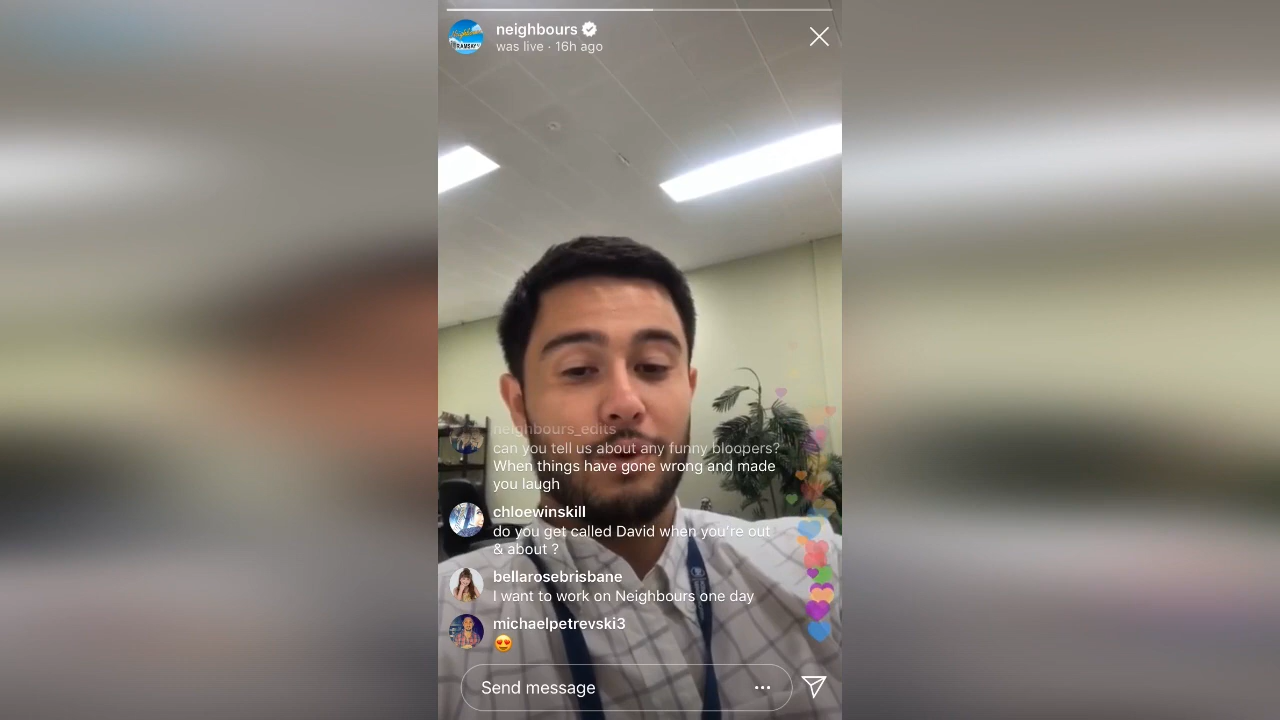 neighbours
was live · 16h ago
RAMSAY
neighbours_edits
can you tell us about any funny bloopers?
When things have gone wrong and made
you laugh
chloewinskill
do you get called David when you're out
& about ?
bellarosebrisbane
I want to work on Neighbours one day
michaelpetrevski3
😍
Send message